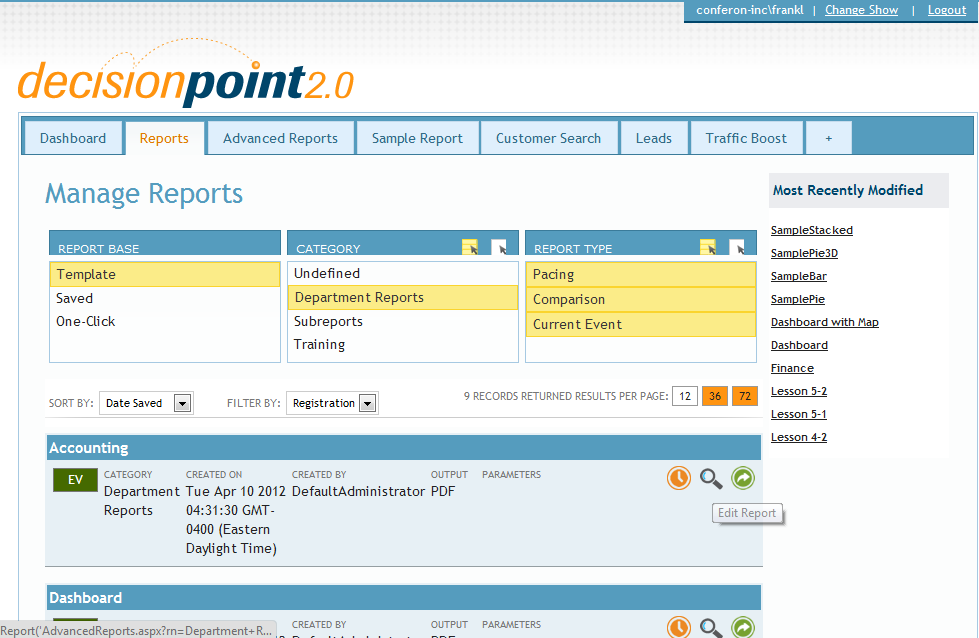 conferon-inc\frankl | Change Show | Logout
decisionpoint2.0
Dashboard Reports Advanced Reports Sample Report Customer Search Leads Traffic Boost +
Manage Reports
Most Recently Modified
REPORT BASE
Template
Saved
One-Click
CATEGORY
Undefined
Department Reports
Subreports
Training
REPORT TYPE
Pacing
Comparison
Current Event
SampleStacked
SamplePie3D
SampleBar
SamplePie
Dashboard with Map
Dashboard
Finance
Lesson 5-2
Lesson 5-1
Lesson 4-2
SORT BY: Date Saved FILTER BY: Registration 9 RECORDS RETURNED RESULTS PER PAGE: 12 36 72
Accounting
EV
CATEGORY
Department
Reports
CREATED ON
Tue Apr 10 2012
04:31:30 GMT-
0400 (Eastern
Daylight Time)
CREATED BY
DefaultAdministrator
OUTPUT
PDF
PARAMETERS
Edit Report
Dashboard
CREATED BY OUTPUT PARAMETERS
Report('AdvancedReports.aspx?rn=Department+R...